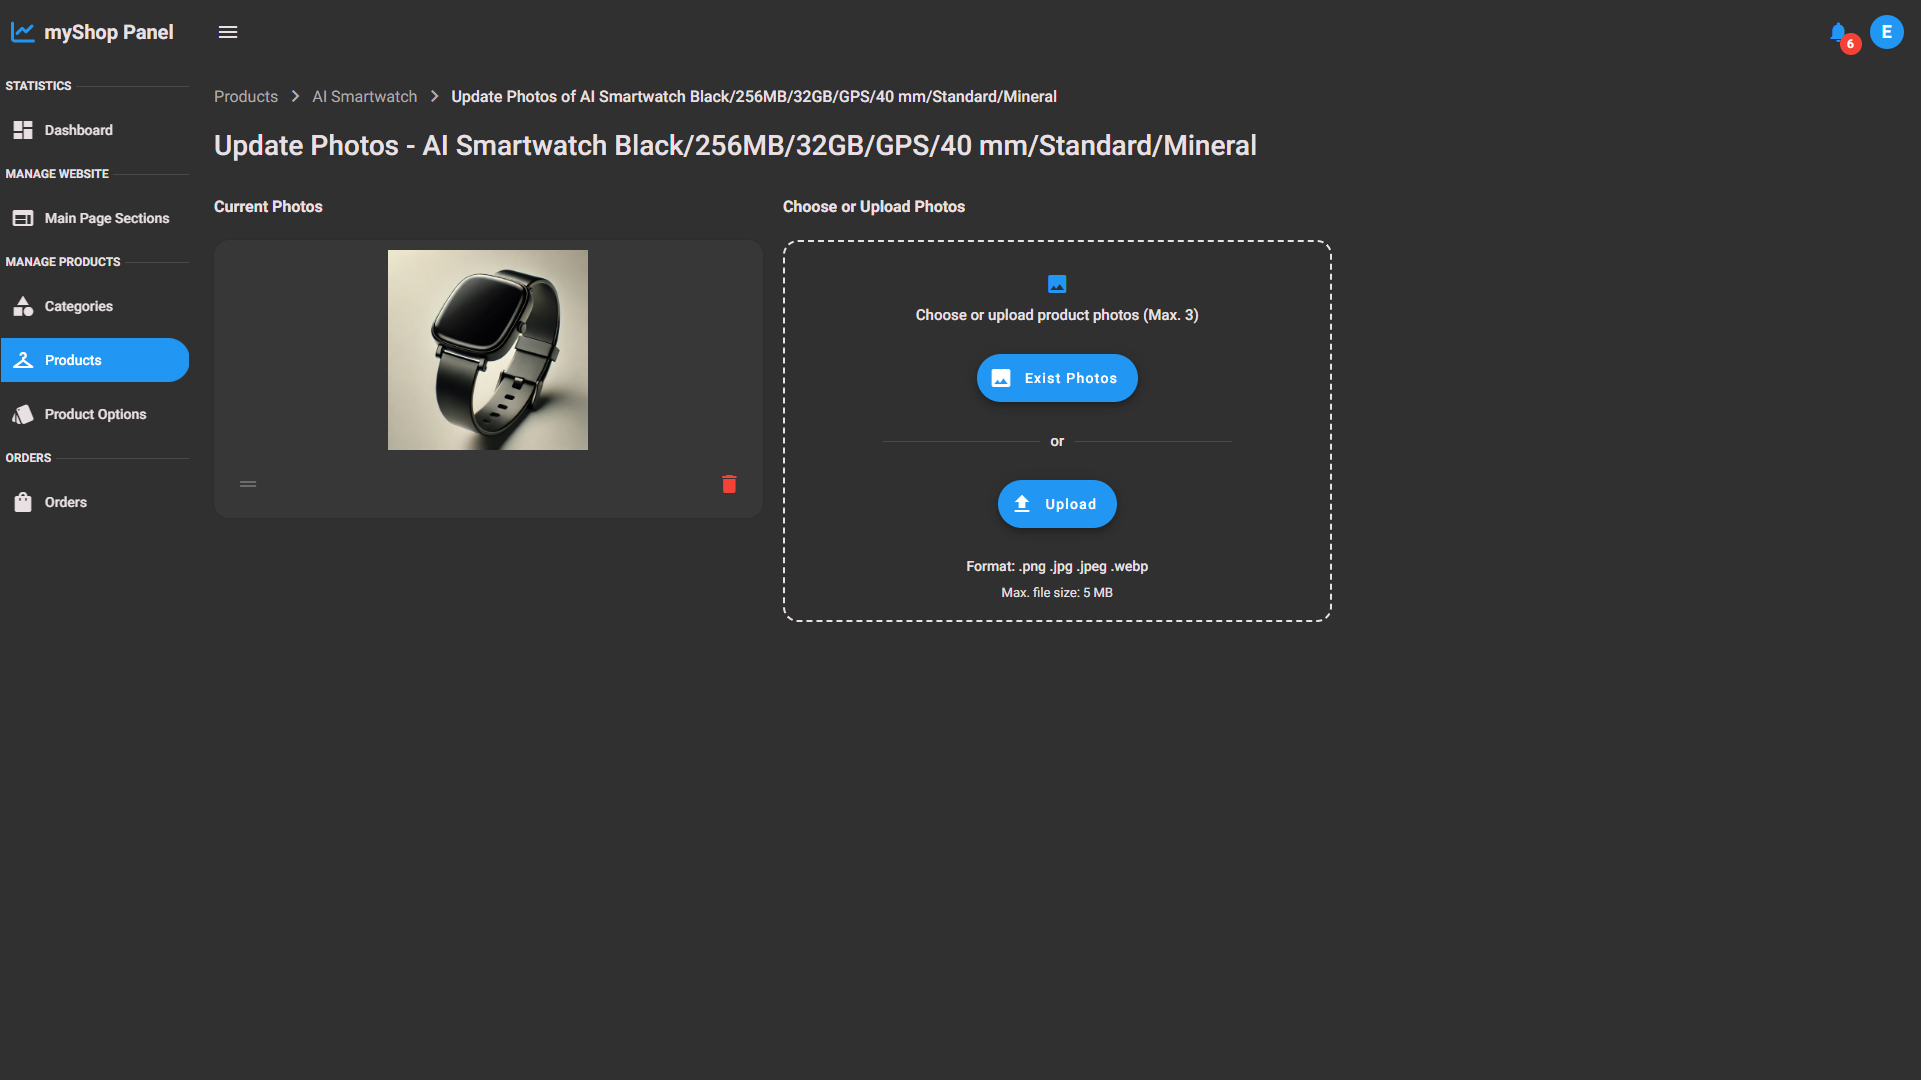 myShop Panel
6
E
STATISTICS
Dashboard
MANAGE WEBSITE
Main Page Sections
MANAGE PRODUCTS
Categories
Products
Product Options
ORDERS
Orders
Products > AI Smartwatch > Update Photos of AI Smartwatch Black/256MB/32GB/GPS/40 mm/Standard/Mineral
Update Photos - AI Smartwatch Black/256MB/32GB/GPS/40 mm/Standard/Mineral
Current Photos
Choose or Upload Photos
Choose or upload product photos (Max. 3)
Exist Photos
or
Upload
Format: .png .jpg .jpeg .webp
Max. file size: 5 MB